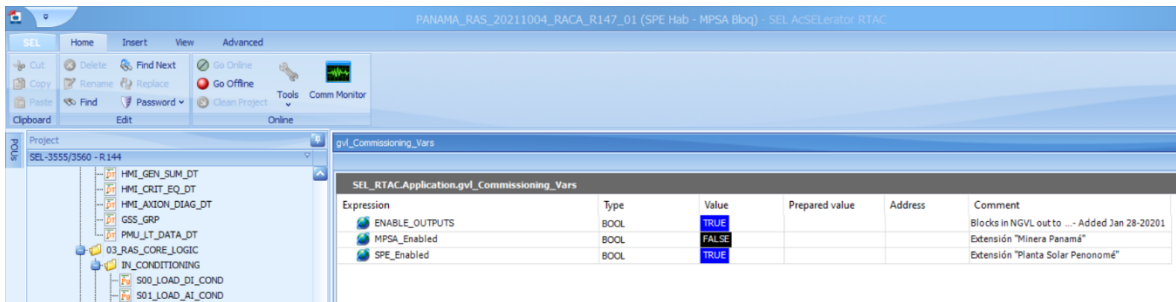 PANAMA_RAS_20211004_RACA_R147_01 (SPE Hab - MPSA Bloq) - SEL AcSELerator RTAC
SEL Home Insert View Advanced
Cut Delete Find Next Go Online
Copy Rename Replace Go Offline
Paste Find Password Clean Project Tools Comm Monitor
Clipboard Edit Online
POUs
Project
SEL-3555/3560 - R144
HMI_GEN_SUM_DT
HMI_CRIT_EQ_DT
HMI_AXION_DIAG_DT
GSS_GRP
PMU_LT_DATA_DT
03_RAS_CORE_LOGIC
IN_CONDITIONING
S00_LOAD_DI_COND
S01_LOAD_AI_COND
gvl_Commissioning_Vars
SEL_RTAC.Application.gvl_Commissioning_Vars
Expression Type Value Prepared value Address Comment
ENABLE_OUTPUTS BOOL TRUE Blocks in NGVL out to ...- Added Jan 28-20201
MPSA_Enabled BOOL FALSE Extensión "Minera Panamá"
SPE_Enabled BOOL TRUE Extensión "Planta Solar Penonomé"